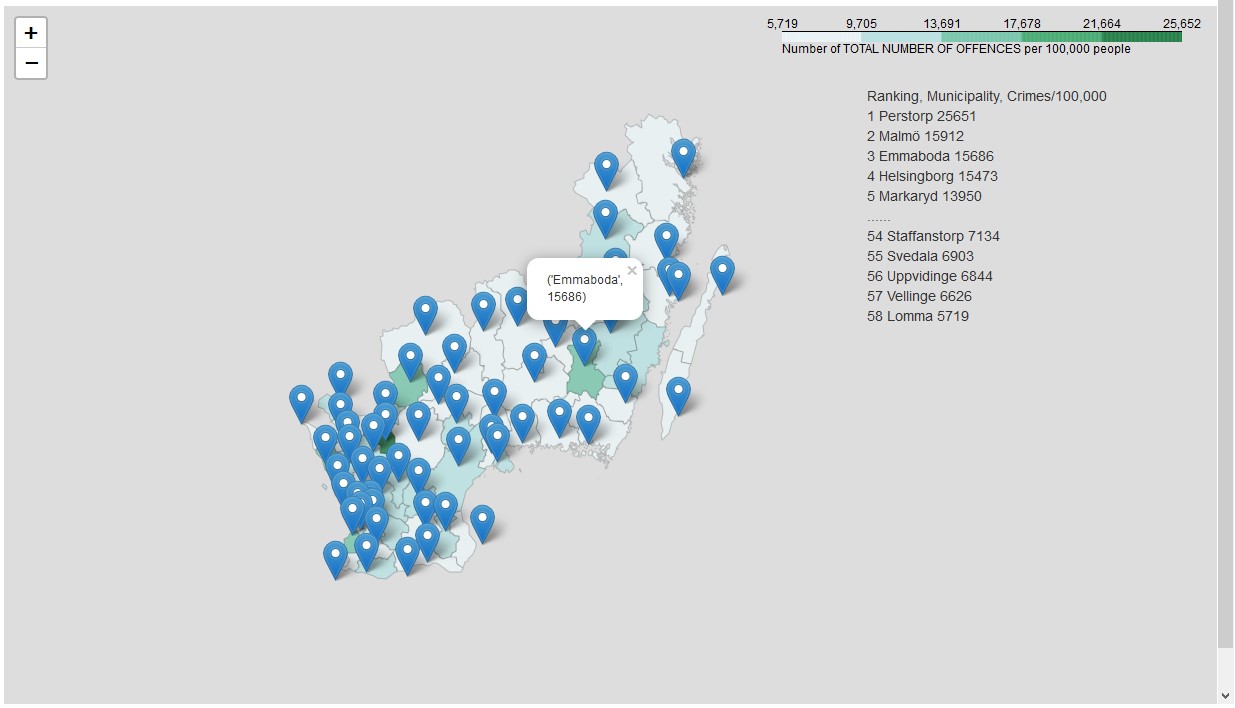 +
−
5,719 9,705 13,691 17,678 21,664 25,652
Number of TOTAL NUMBER OF OFFENCES per 100,000 people
Ranking, Municipality, Crimes/100,000
1 Perstorp 25651
2 Malmö 15912
3 Emmaboda 15686
4 Helsingborg 15473
5 Markaryd 13950
......
54 Staffanstorp 7134
55 Svedala 6903
56 Uppvidinge 6844
57 Vellinge 6626
58 Lomma 5719
×
('Emmaboda',
15686)